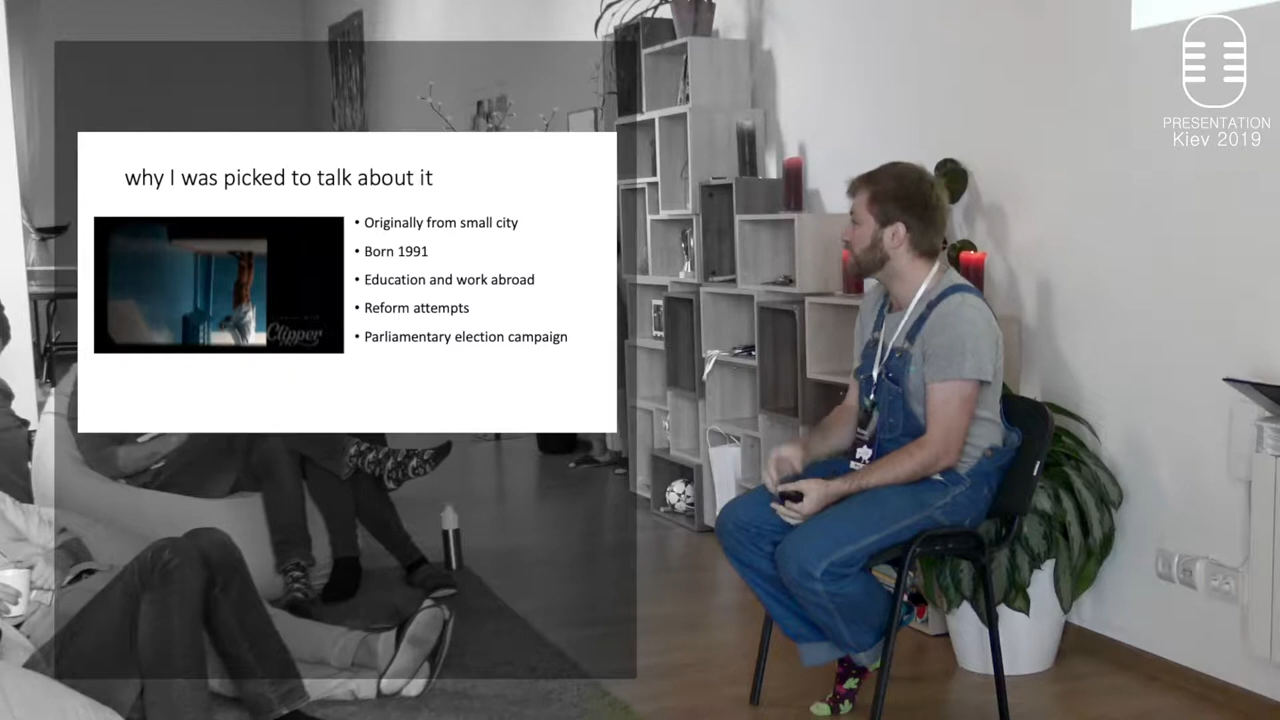 why I was picked to talk about it
• Originally from small city
• Born 1991
• Education and work abroad
• Reform attempts
• Parliamentary election campaign
Clipper
PRESENTATION
Kiev 2019